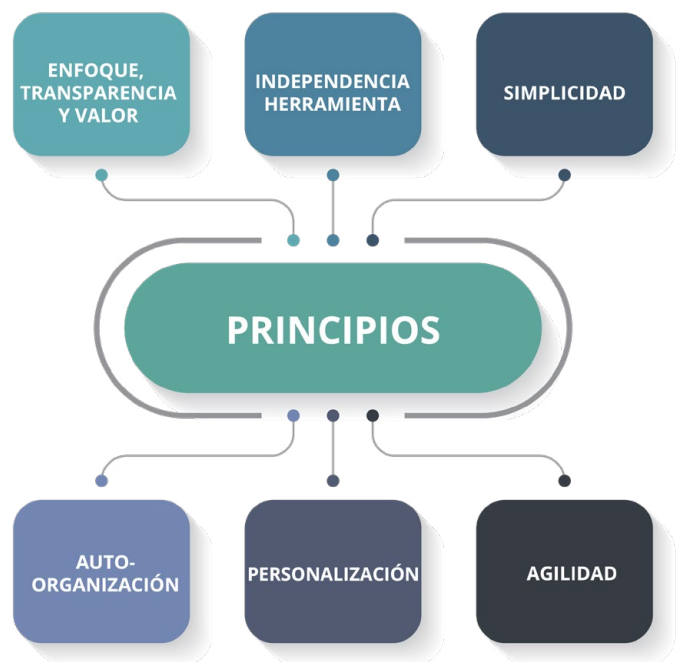 ENFOQUE,
TRANSPARENCIA
Y VALOR
INDEPENDENCIA
HERRAMIENTA
SIMPLICIDAD
PRINCIPIOS
AUTO-
ORGANIZACIÓN
PERSONALIZACIÓN
AGILIDAD